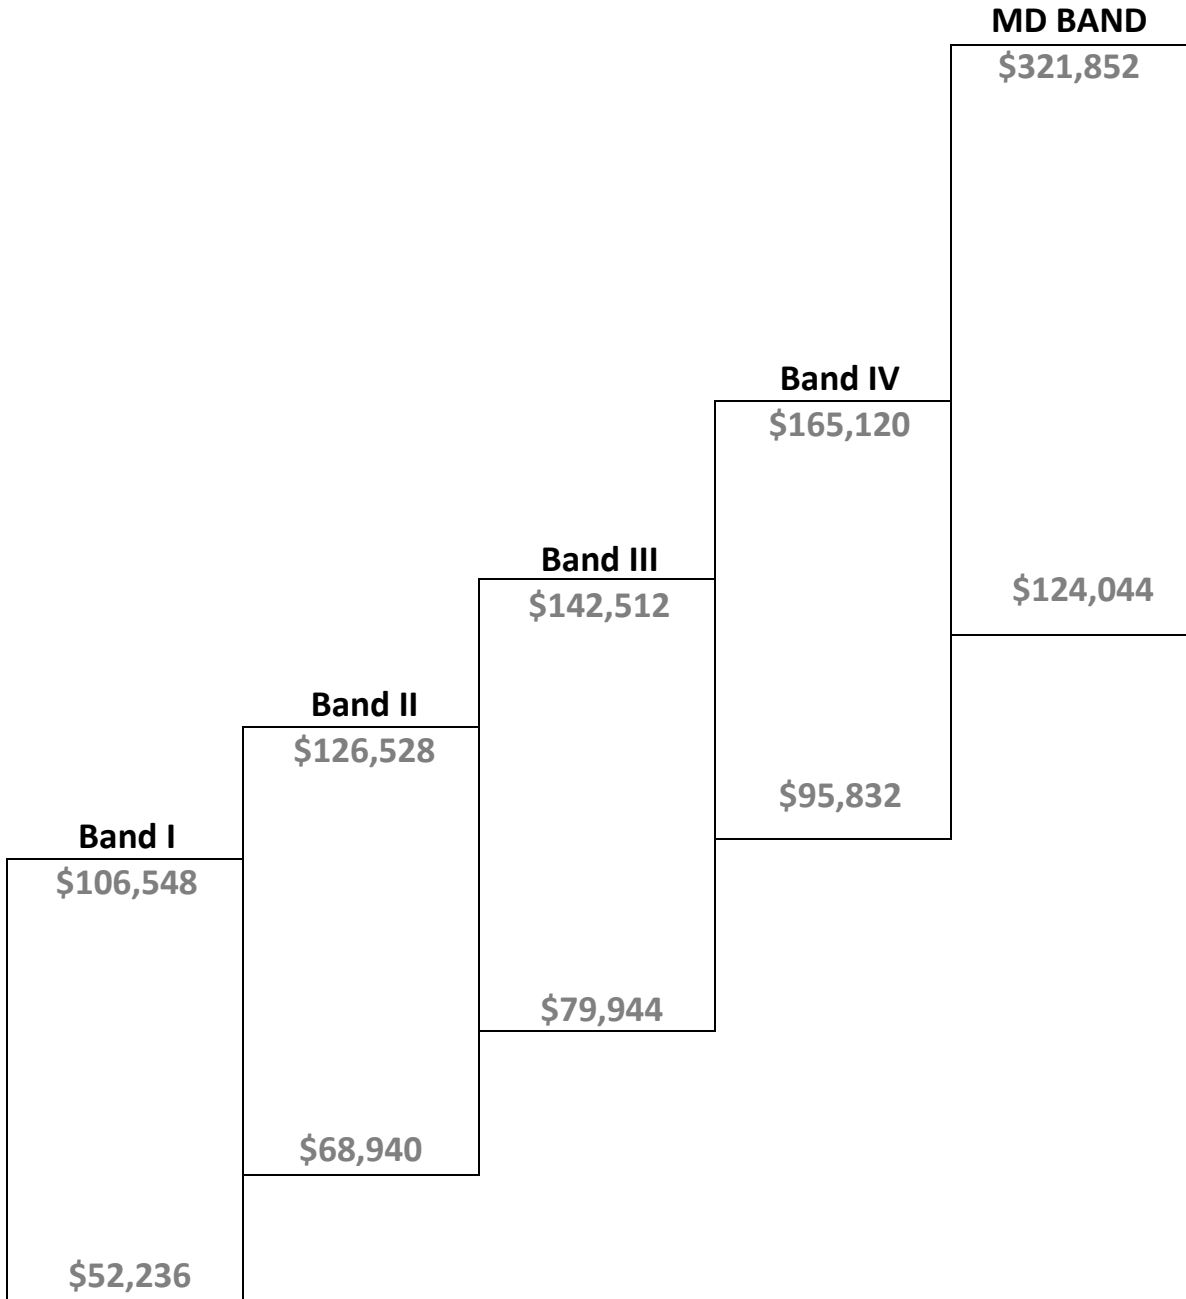 MD BAND
$321,852
Band IV
$165,120
Band III
$142,512
$124,044
Band II
$126,528
$95,832
Band I
$106,548
$79,944
$68,940
$52,236